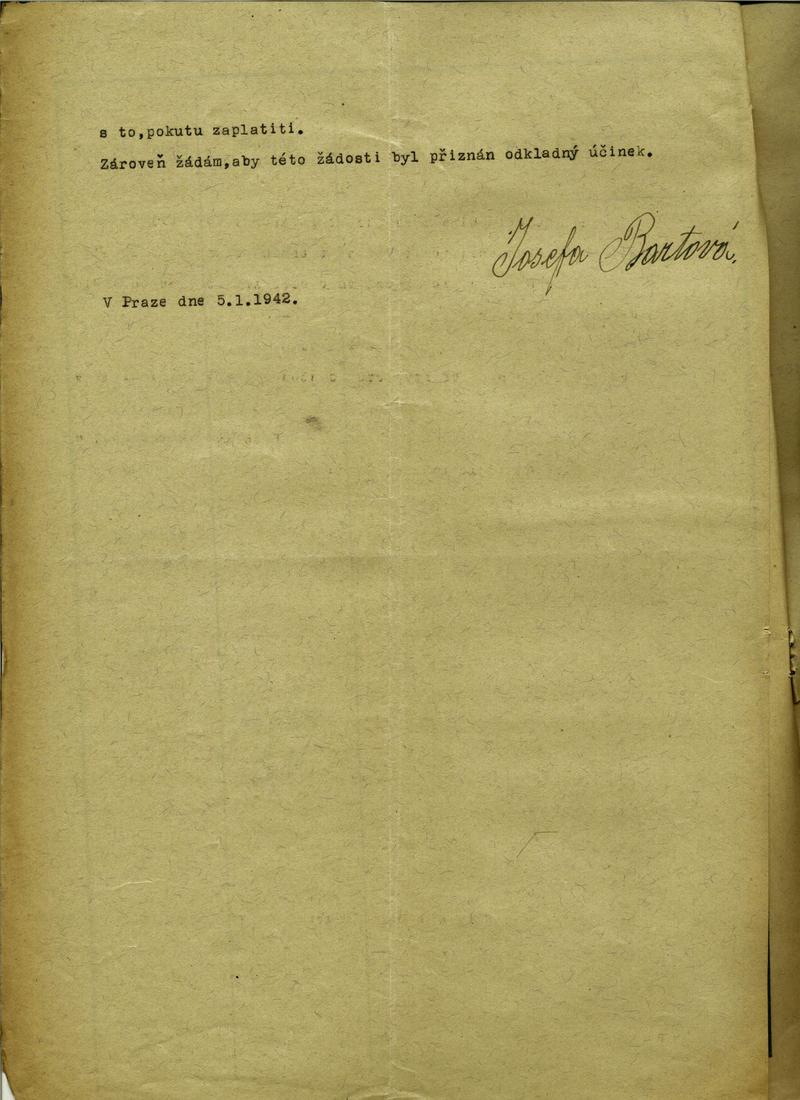 s to,pokutu zaplatiti.
Zároveň žádám,aby této žádosti byl přiznán odkladný účinek.
Josefa Bartová.
V Praze dne 5.1.1942.